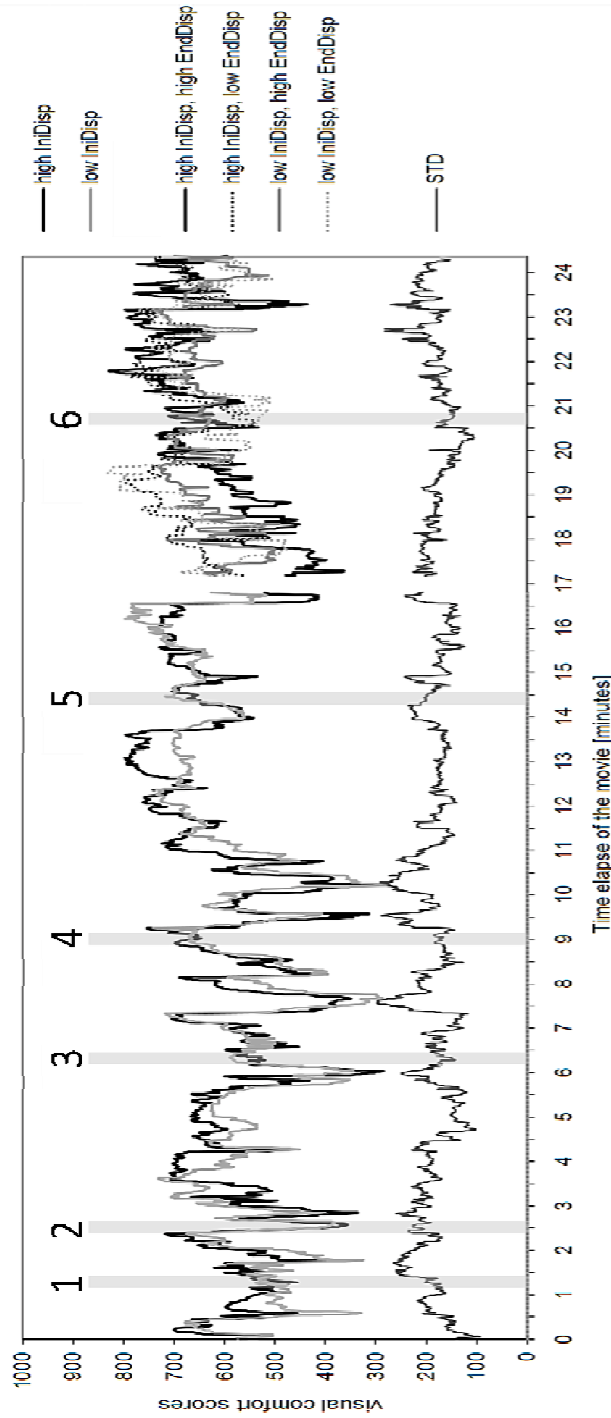 high IniDisp
low IniDisp
high IniDisp, high EndDisp
high IniDisp, low EndDisp
low IniDisp, high EndDisp
low IniDisp, low EndDisp
STD
1 2 3 4 5 6
visual comfort scores
1000
900
800
700
600
500
400
300
200
100
0
0 1 2 3 4 5 6 7 8 9 10 11 12 13 14 15 16 17 18 19 20 21 22 23 24
Time elapse of the movie [minutes]